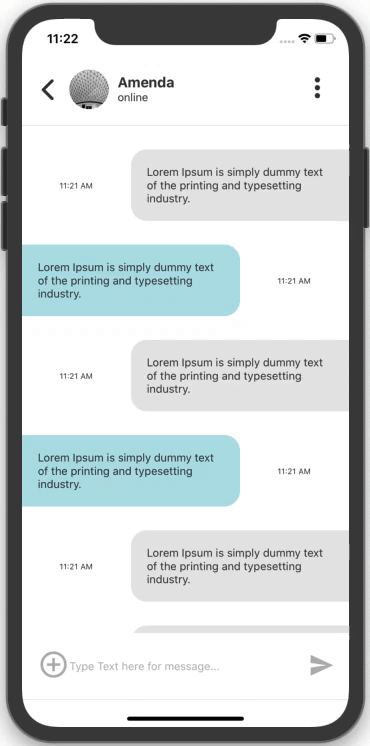 11:22
Amenda
online
Lorem Ipsum is simply dummy text
of the printing and typesetting
industry.
11:21 AM
Lorem Ipsum is simply dummy text
of the printing and typesetting
industry.
11:21 AM
Lorem Ipsum is simply dummy text
of the printing and typesetting
industry.
11:21 AM
Lorem Ipsum is simply dummy text
of the printing and typesetting
industry.
11:21 AM
Lorem Ipsum is simply dummy text
of the printing and typesetting
industry.
11:21 AM
Type Text here for message...